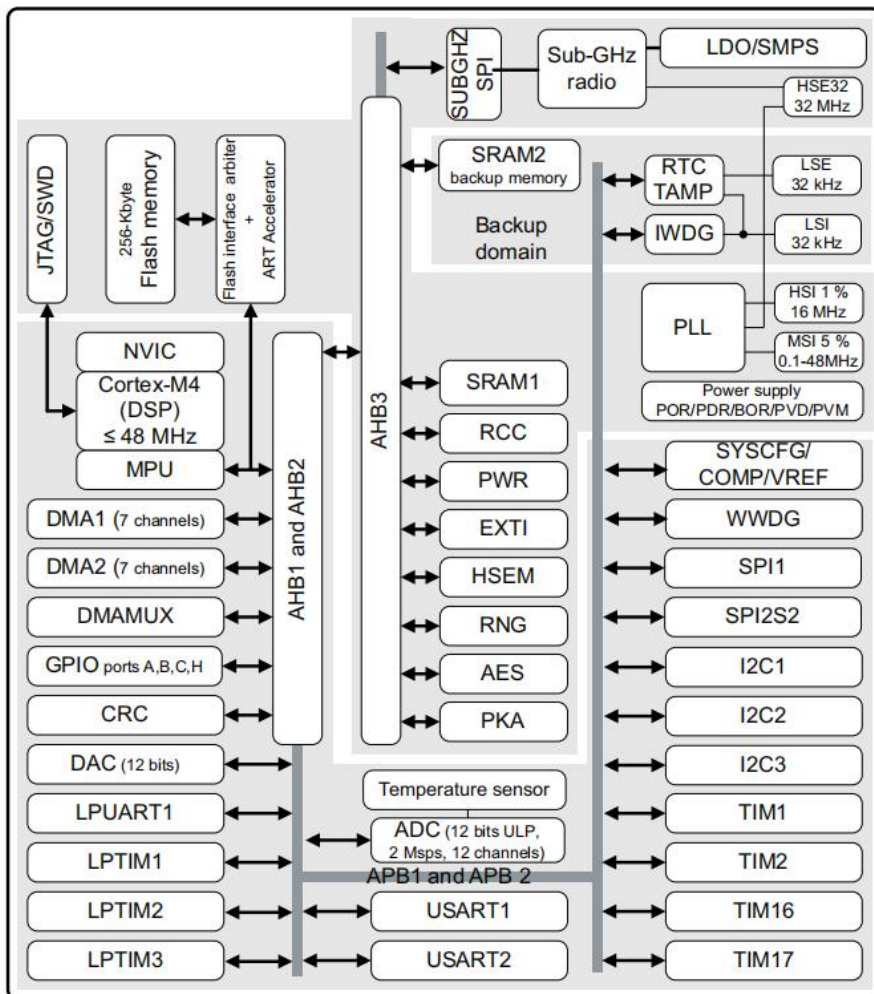 SUBGHZ
SPI
Sub-GHz
radio
LDO/SMPS
HSE32
32 MHz
JTAG/SWD
256-Kbyte
Flash memory
Flash interface arbiter
+
ART Accelerator
SRAM2
backup memory
RTC
TAMP
LSE
32 kHz
Backup
domain
IWDG
LSI
32 kHz
PLL
HSI 1 %
16 MHz
MSI 5 %
0.1-48MHz
Power supply
POR/PDR/BOR/PVD/PVM
NVIC
Cortex-M4
(DSP)
≤ 48 MHz
MPU
AHB1 and AHB2
AHB3
SRAM1
RCC
PWR
EXTI
HSEM
RNG
AES
PKA
DMA1 (7 channels)
DMA2 (7 channels)
DMAMUX
GPIO ports A,B,C,H
CRC
DAC (12 bits)
LPUART1
LPTIM1
LPTIM2
LPTIM3
Temperature sensor
ADC (12 bits ULP,
2 Msps, 12 channels)
APB1 and APB 2
USART1
USART2
SYSCFG/
COMP/VREF
WWDG
SPI1
SPI2S2
I2C1
I2C2
I2C3
TIM1
TIM2
TIM16
TIM17